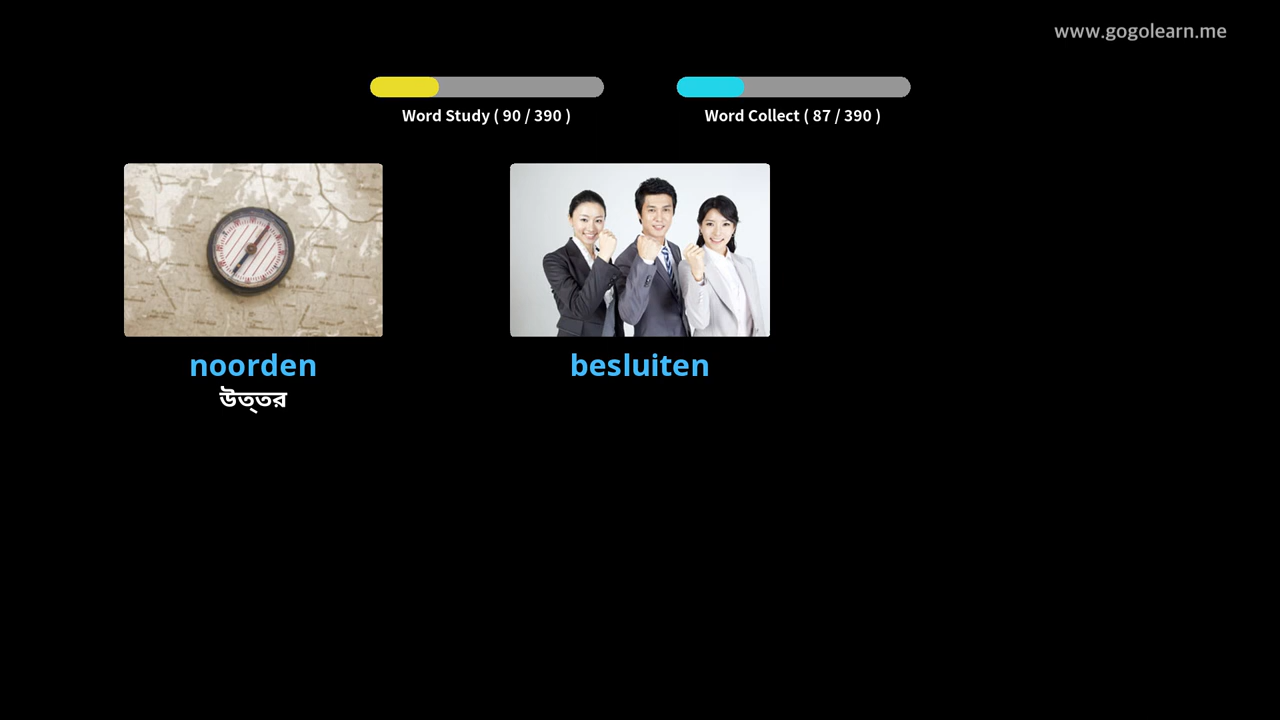 www.gogolearn.me
Word Study ( 90 / 390 )
Word Collect ( 87 / 390 )
noorden
উত্তর
besluiten